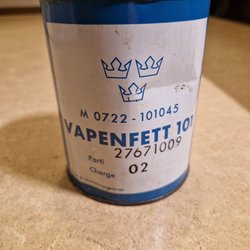 M 0722 - 101045
VAPENFETT 101
27671009
Parti
Charge 02